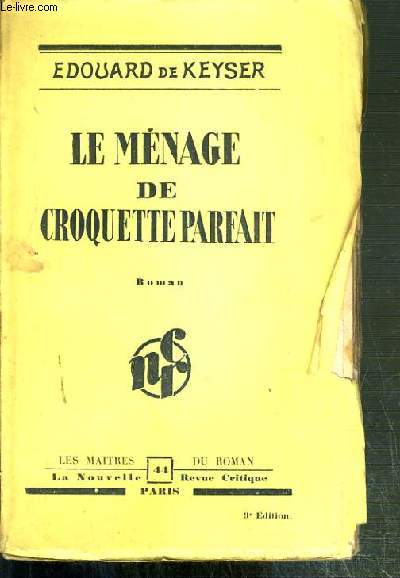 Le-livre.com
EDOUARD DE KEYSER
LE MÉNAGE
DE
CROQUETTE PARFAIT
Roman
ncr
LES MAITRES 44 DU ROMAN
La Nouvelle Revue Critique
PARIS
9e Edition